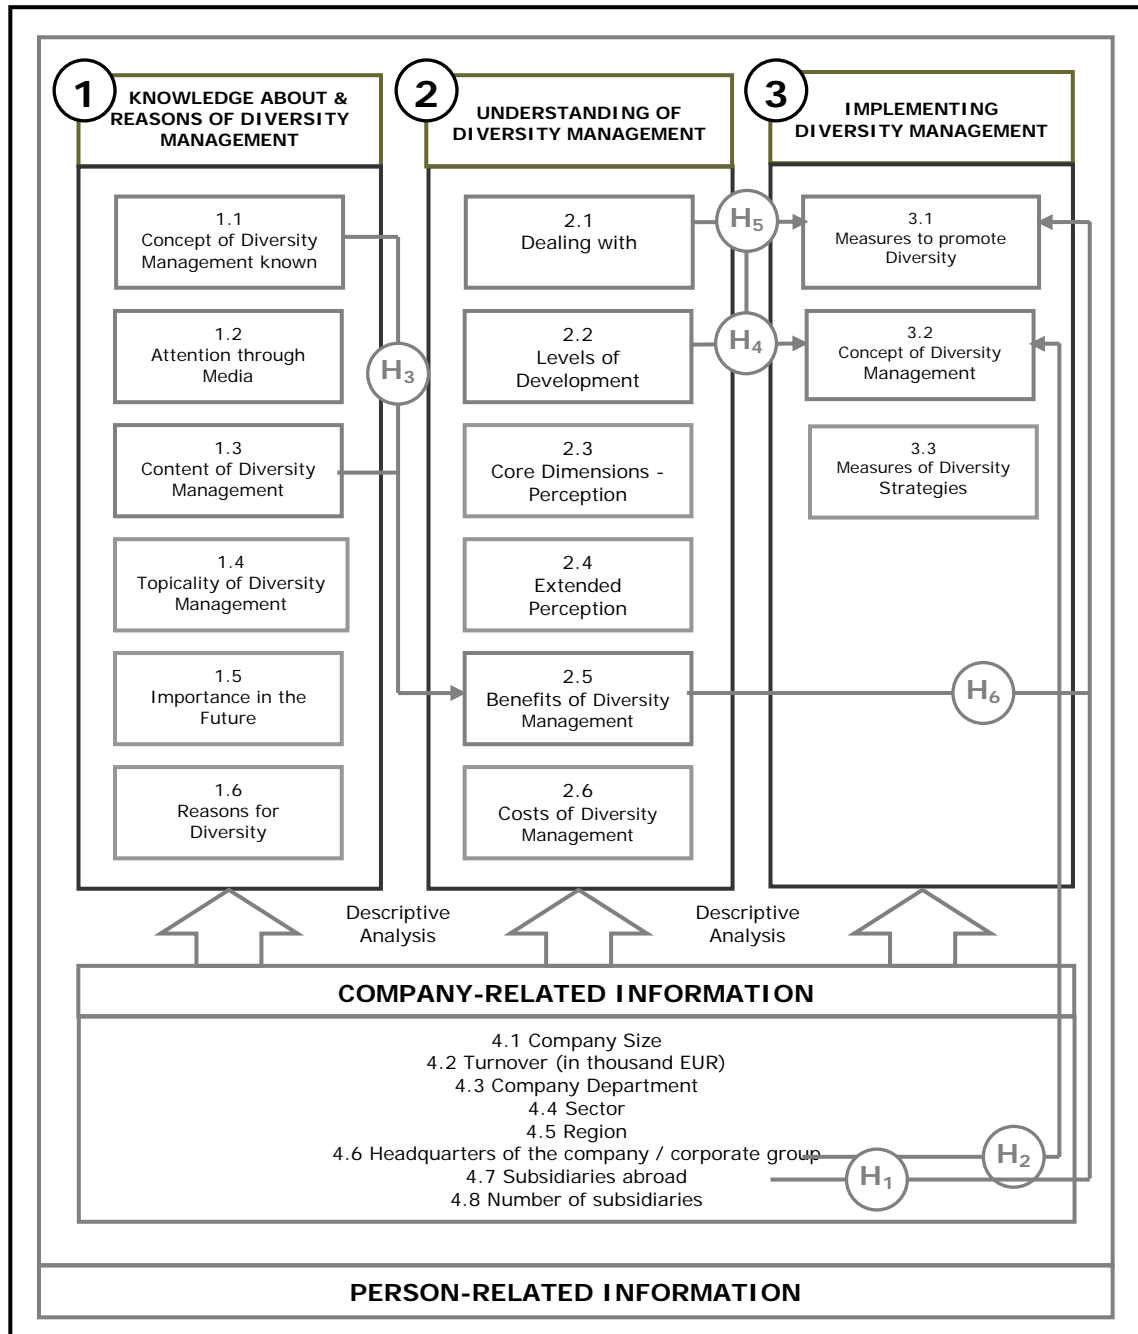 1
KNOWLEDGE ABOUT &
REASONS OF DIVERSITY
MANAGEMENT
1.1
Concept of Diversity
Management known
1.2
Attention through
Media
1.3
Content of Diversity
Management
1.4
Topicality of Diversity
Management
1.5
Importance in the
Future
1.6
Reasons for
Diversity
H3
2
UNDERSTANDING OF
DIVERSITY MANAGEMENT
2.1
Dealing with
2.2
Levels of
Development
2.3
Core Dimensions -
Perception
2.4
Extended
Perception
2.5
Benefits of Diversity
Management
2.6
Costs of Diversity
Management
H5
H4
3
IMPLEMENTING
DIVERSITY MANAGEMENT
3.1
Measures to promote
Diversity
3.2
Concept of Diversity
Management
3.3
Measures of Diversity
Strategies
H6
Descriptive
Analysis
Descriptive
Analysis
COMPANY-RELATED INFORMATION
4.1 Company Size
4.2 Turnover (in thousand EUR)
4.3 Company Department
4.4 Sector
4.5 Region
4.6 Headquarters of the company / corporate group
4.7 Subsidiaries abroad
4.8 Number of subsidiaries
H2
H1
PERSON-RELATED INFORMATION